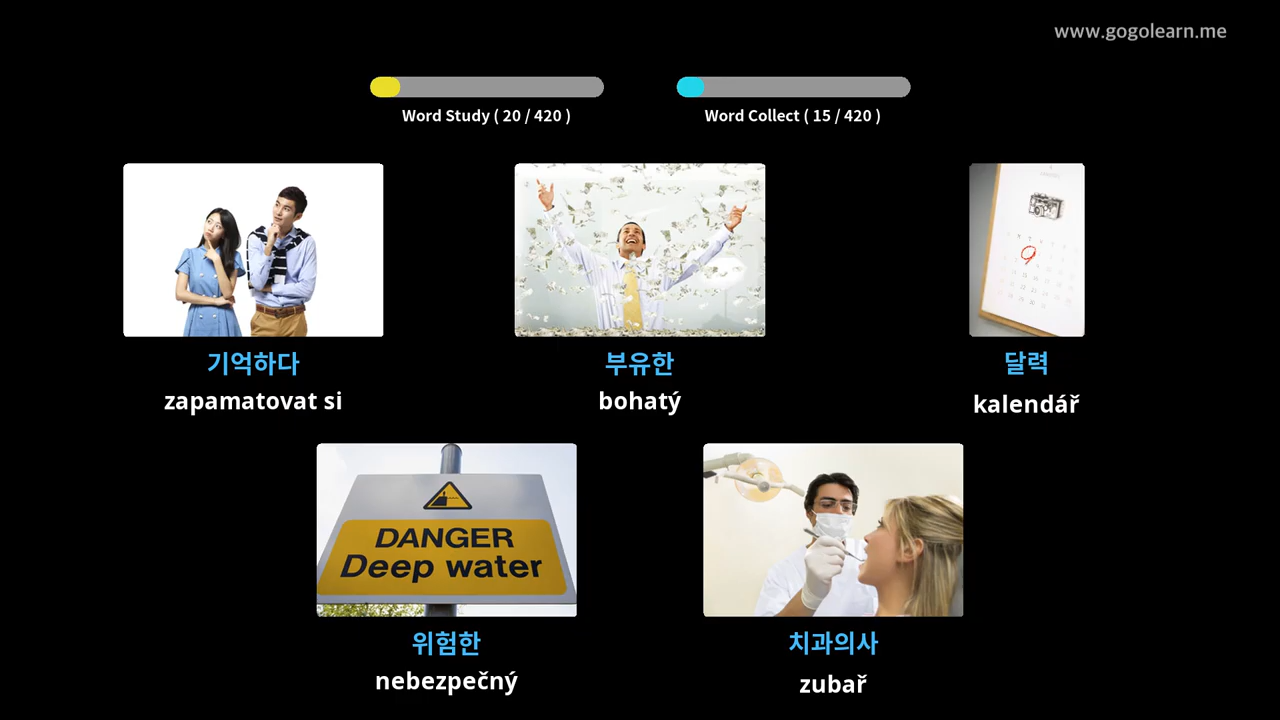 www.gogolearn.me
Word Study ( 20 / 420 )
Word Collect ( 15 / 420 )
기억하다
zapamatovat si
부유한
bohatý
달력
kalendář
DANGER
Deep water
위험한
nebezpečný
치과의사
zubař